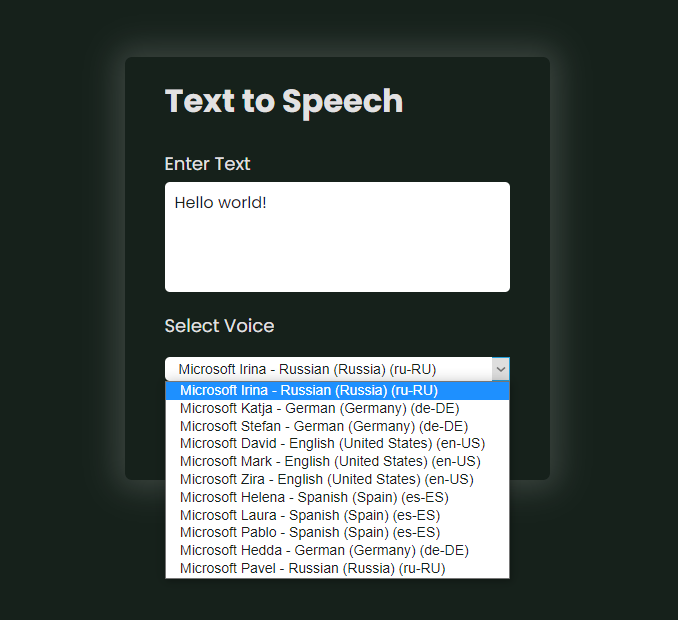 Text to Speech
Enter Text
Hello world!
Select Voice
Microsoft Irina - Russian (Russia) (ru-RU)
Microsoft Irina - Russian (Russia) (ru-RU)
Microsoft Katja - German (Germany) (de-DE)
Microsoft Stefan - German (Germany) (de-DE)
Microsoft David - English (United States) (en-US)
Microsoft Mark - English (United States) (en-US)
Microsoft Zira - English (United States) (en-US)
Microsoft Helena - Spanish (Spain) (es-ES)
Microsoft Laura - Spanish (Spain) (es-ES)
Microsoft Pablo - Spanish (Spain) (es-ES)
Microsoft Hedda - German (Germany) (de-DE)
Microsoft Pavel - Russian (Russia) (ru-RU)